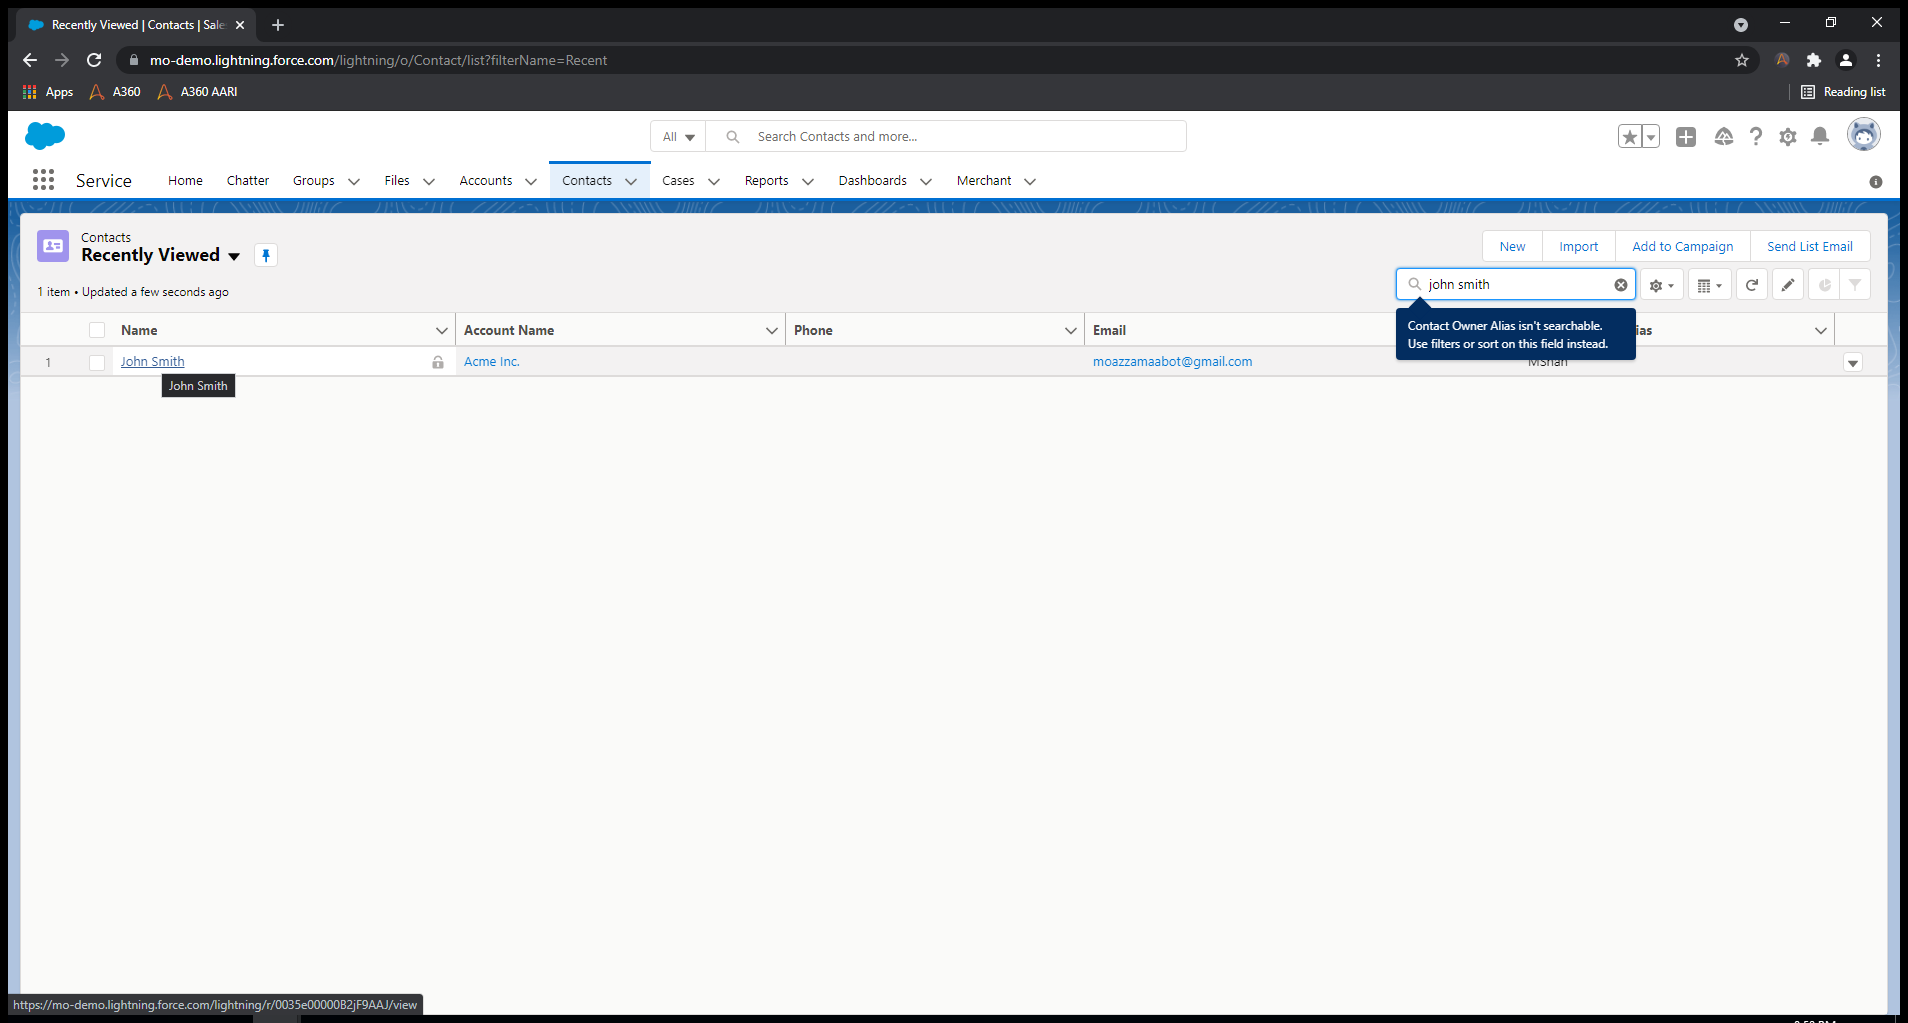 Recently Viewed | Contacts | Sale
mo-demo.lightning.force.com/lightning/o/Contact/list?filterName=Recent
Apps A360 A360 AARI Reading list
All Search Contacts and more...
Service Home Chatter Groups Files Accounts Contacts Cases Reports Dashboards Merchant
Contacts
Recently Viewed
New Import Add to Campaign Send List Email
1 item • Updated a few seconds ago
john smith
Contact Owner Alias isn't searchable.
Use filters or sort on this field instead.
Name Account Name Phone Email ias
1 John Smith Acme Inc. moazzamaabot@gmail.com MShah
John Smith
https://mo-demo.lightning.force.com/lightning/r/0035e00000B2jF9AAJ/view